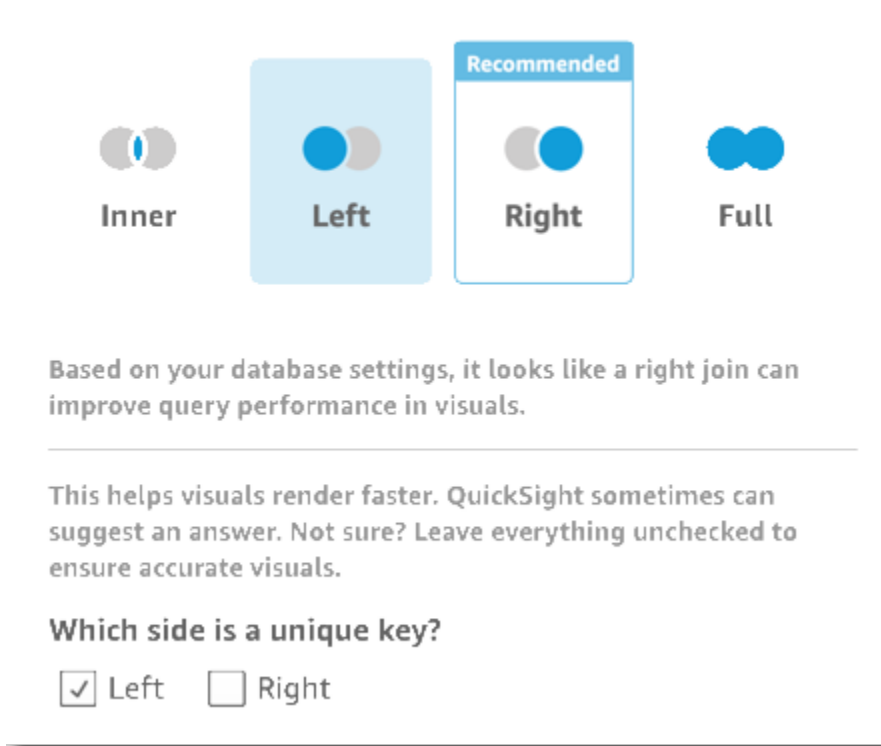 Recommended
Inner
Left
Right
Full
Based on your database settings, it looks like a right join can
improve query performance in visuals.
This helps visuals render faster. QuickSight sometimes can
suggest an answer. Not sure? Leave everything unchecked to
ensure accurate visuals.
Which side is a unique key?
Left
Right